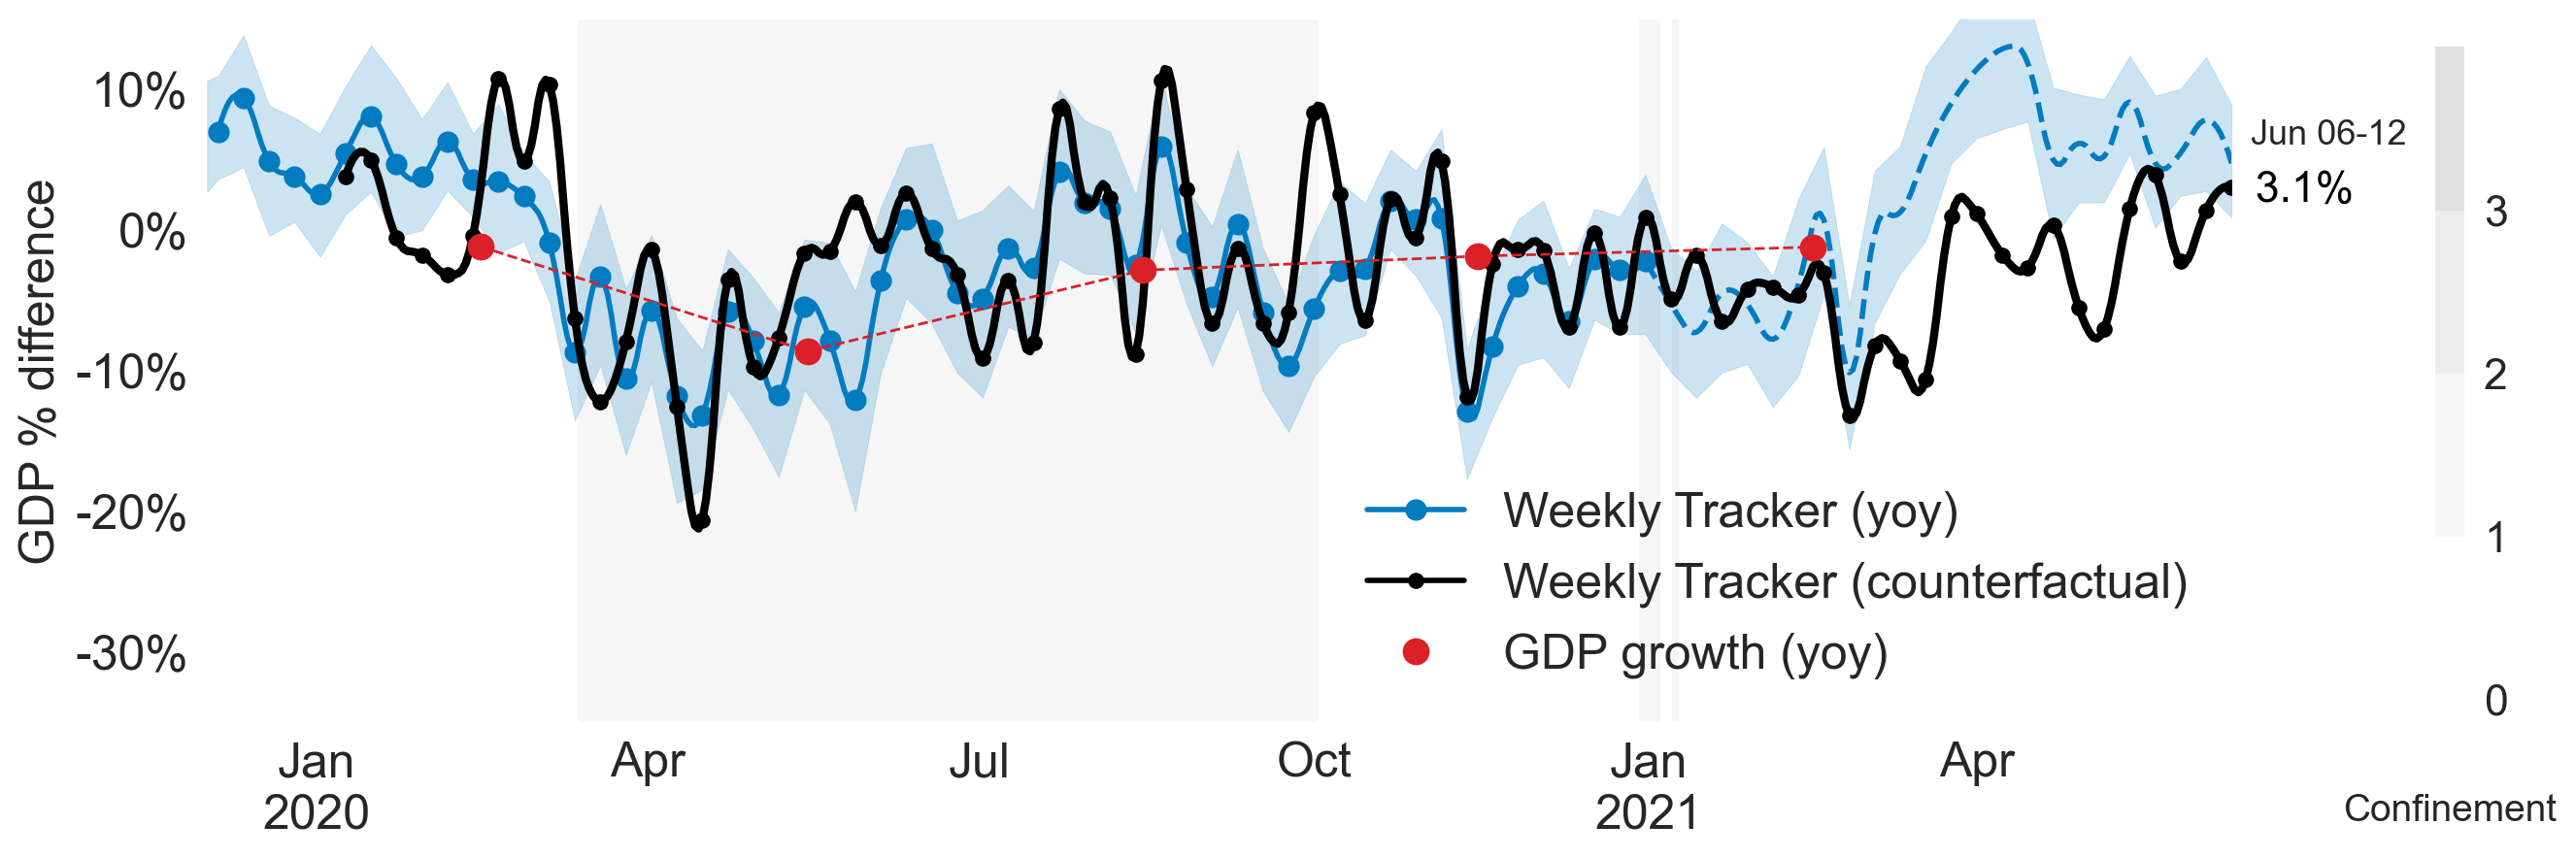 GDP % difference
10%
0%
-10%
-20%
-30%
Jan
2020
Apr
Jul
Oct
Jan
2021
Apr
Weekly Tracker (yoy)
Weekly Tracker (counterfactual)
GDP growth (yoy)
Jun 06-12
3.1%
3
2
1
0
Confinement